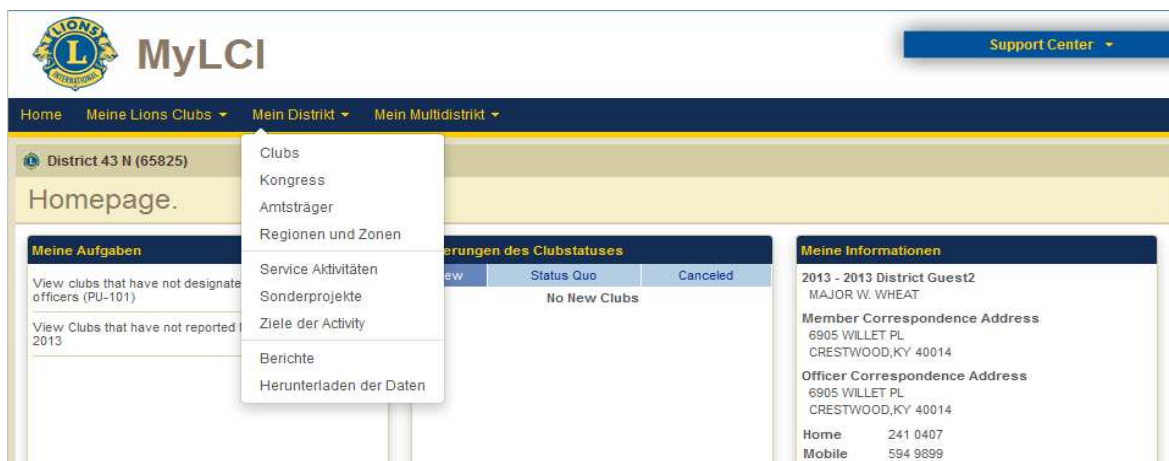 LIONS
L
INTERNATIONAL
MyLCI
Support Center
Home Meine Lions Clubs Mein Distrikt Mein Multidistrikt
District 43 N (65825)
Homepage.
Clubs
Kongress
Amtsträger
Regionen und Zonen
Service Aktivitäten
Sonderprojekte
Ziele der Activity
Berichte
Herunterladen der Daten
Meine Aufgaben
View clubs that have not designate
officers (PU-101)
View Clubs that have not reported
2013
erungen des Clubstatuses
ew Status Quo Canceled
No New Clubs
Meine Informationen
2013 - 2013 District Guest2
MAJOR W. WHEAT
Member Correspondence Address
6905 WILLET PL
CRESTWOOD,KY 40014
Officer Correspondence Address
6905 WILLET PL
CRESTWOOD,KY 40014
Home 241 0407
Mobile 594 9899